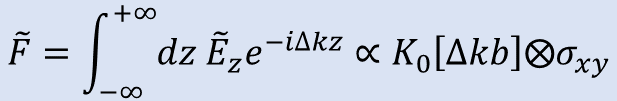 F̃ = ∫_{-∞}^{+∞} dz Ẽ_z e^{-iΔkz} ∝ K_0[Δkb]⊗σ_{xy}